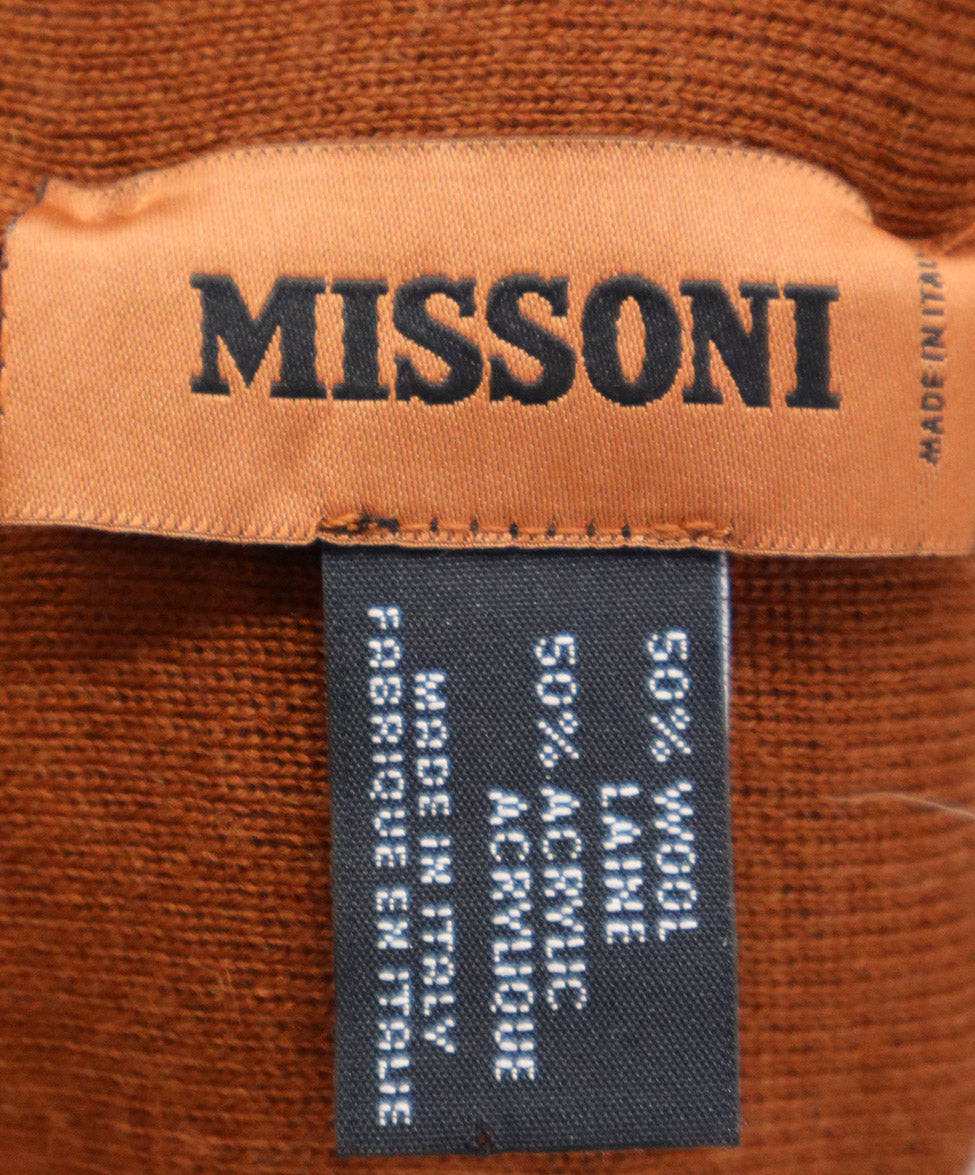 MISSONI
MADE IN ITALY
50% WOOL
LAINE
50% ACRYLIC
ACRYLIQUE
MADE IN ITALY
FABRIQUE EN ITALIE